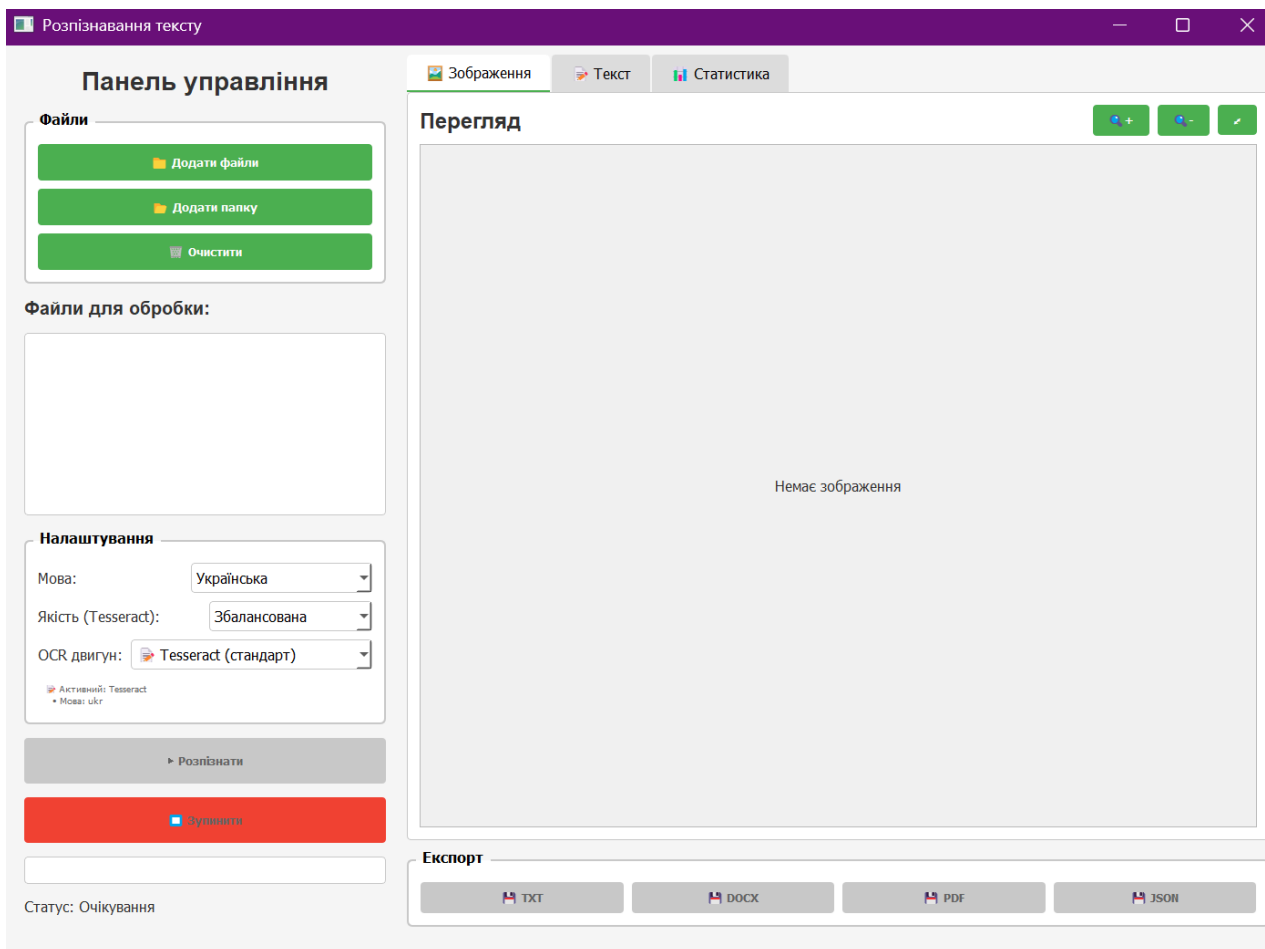 Розпізнавання тексту
Панель управління
Файли
Додати файли
Додати папку
Очистити
Файли для обробки:
Налаштування
Мова: Українська
Якість (Tesseract): Збалансована
OCR двигун: Tesseract (стандарт)
Активний: Tesseract
• Мова: ukr
Розпізнати
Зупинити
Статус: Очікування
Зображення Текст Статистика
Перегляд + -
Немає зображення
Експорт
TXT DOCX PDF JSON